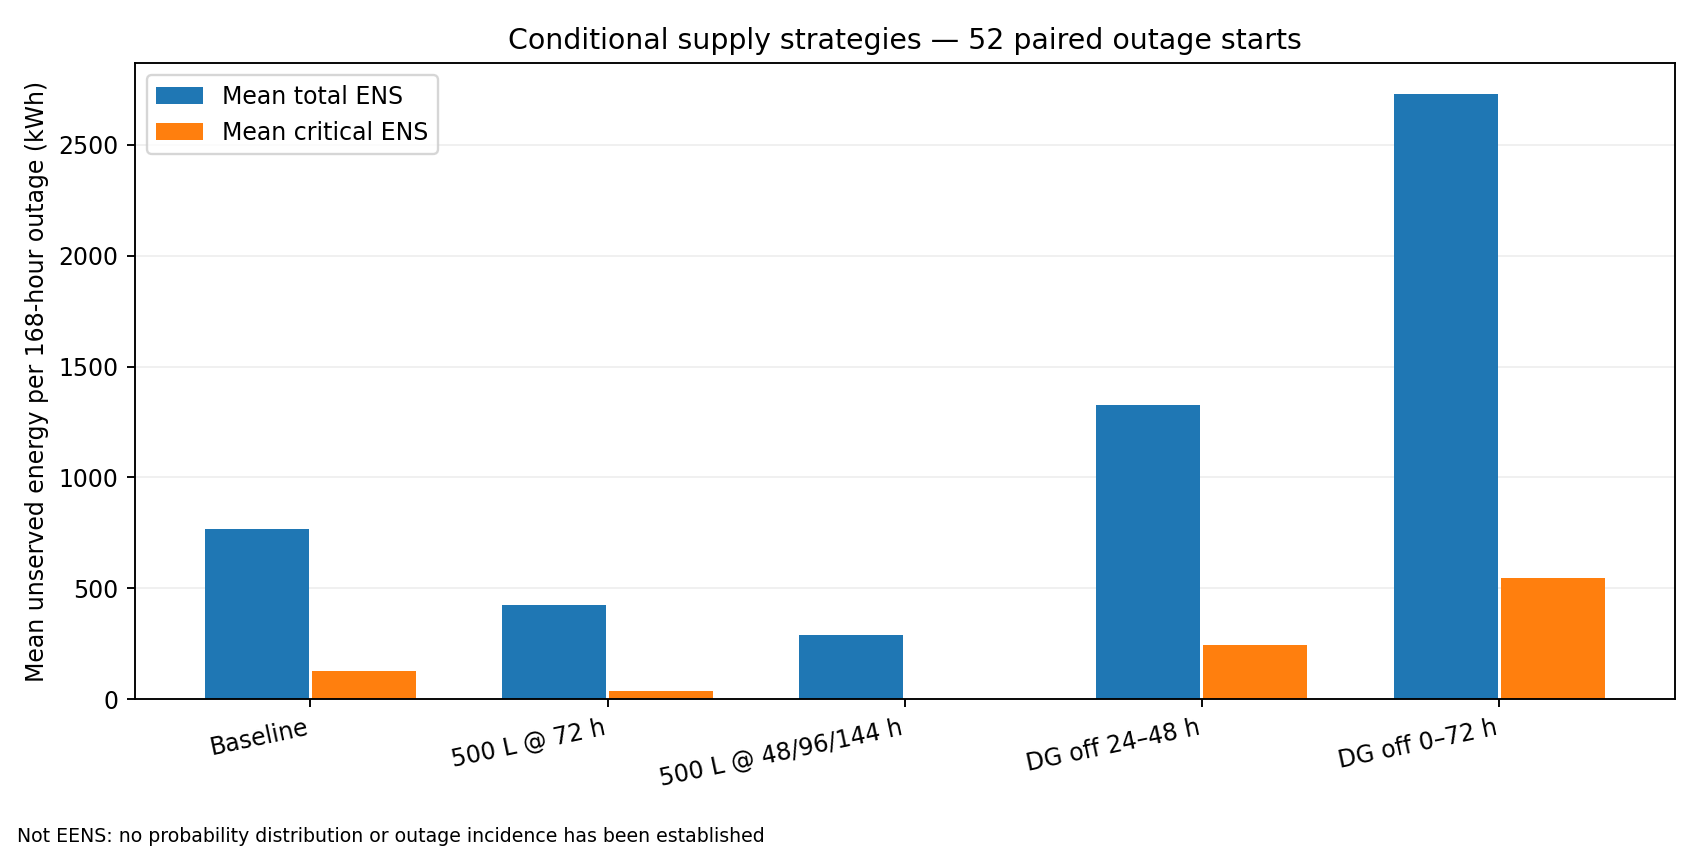 Conditional supply strategies — 52 paired outage starts
Mean total ENS
Mean critical ENS
Mean unserved energy per 168-hour outage (kWh)
2500
2000
1500
1000
500
0
Baseline
500 L @ 72 h
500 L @ 48/96/144 h
DG off 24–48 h
DG off 0–72 h
Not EENS: no probability distribution or outage incidence has been established